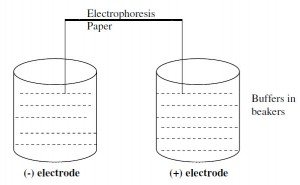 Electrophoresis
Paper
Buffers in
beakers
(-) electrode
(+) electrode